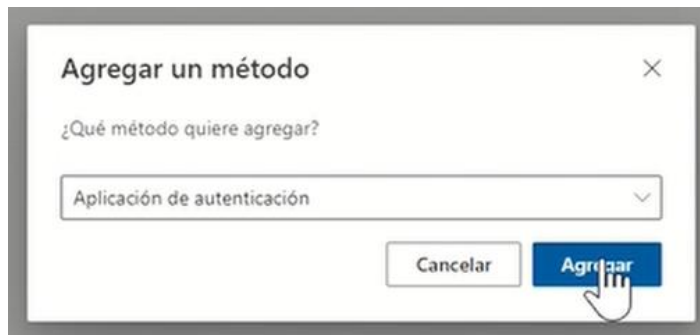 Agregar un método
¿Qué método quiere agregar?
Aplicación de autenticación
Cancelar
Agregar